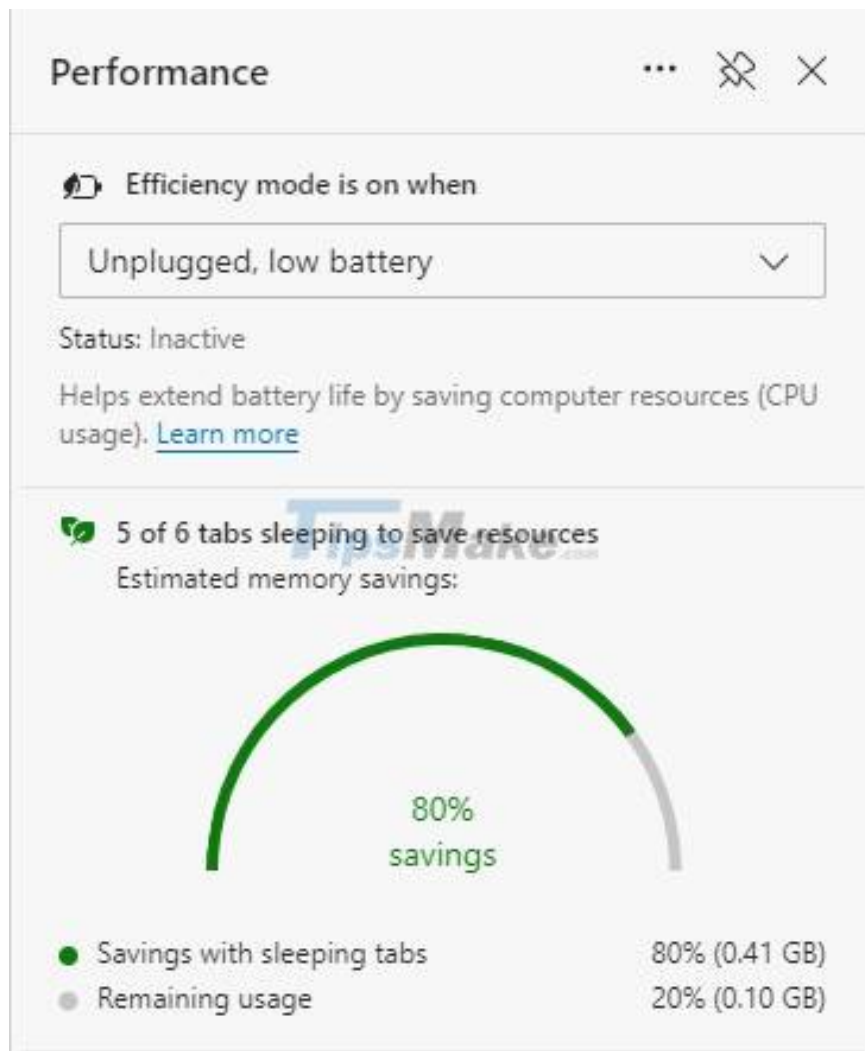 Performance
Efficiency mode is on when
Unplugged, low battery
Status: Inactive
Helps extend battery life by saving computer resources (CPU
usage). Learn more
TipsMake.com
5 of 6 tabs sleeping to save resources
Estimated memory savings:
80%
savings
Savings with sleeping tabs 80% (0.41 GB)
Remaining usage 20% (0.10 GB)